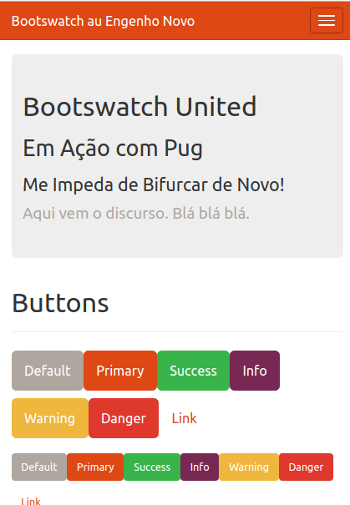 Bootswatch au Engenho Novo
Bootswatch United
Em Ação com Pug
Me Impeda de Bifurcar de Novo!
Aqui vem o discurso. Blá blá blá.
Buttons
Default Primary Success Info
Warning Danger Link
Default Primary Success Info Warning Danger
Link